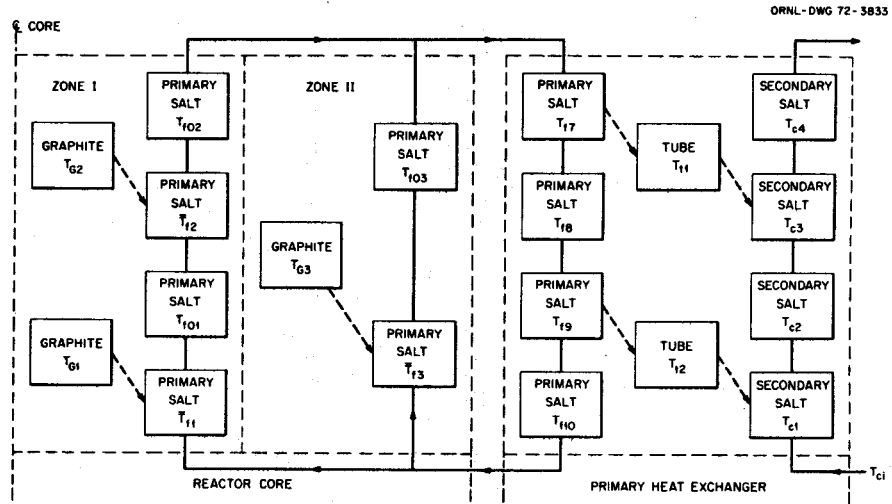 ORNL-DWG 72-3833
℄ CORE
ZONE I
ZONE II
PRIMARY
SALT
Tf02
GRAPHITE
TG2
PRIMARY
SALT
T̄f2
PRIMARY
SALT
Tf01
GRAPHITE
TG1
PRIMARY
SALT
T̄f1
PRIMARY
SALT
Tf03
GRAPHITE
TG3
PRIMARY
SALT
T̄f3
REACTOR CORE
PRIMARY
SALT
Tf7
PRIMARY
SALT
Tf8
PRIMARY
SALT
Tf9
PRIMARY
SALT
Tf10
TUBE
Tt1
TUBE
Tt2
SECONDARY
SALT
Tc4
SECONDARY
SALT
Tc3
SECONDARY
SALT
Tc2
SECONDARY
SALT
Tc1
Tci
PRIMARY HEAT EXCHANGER